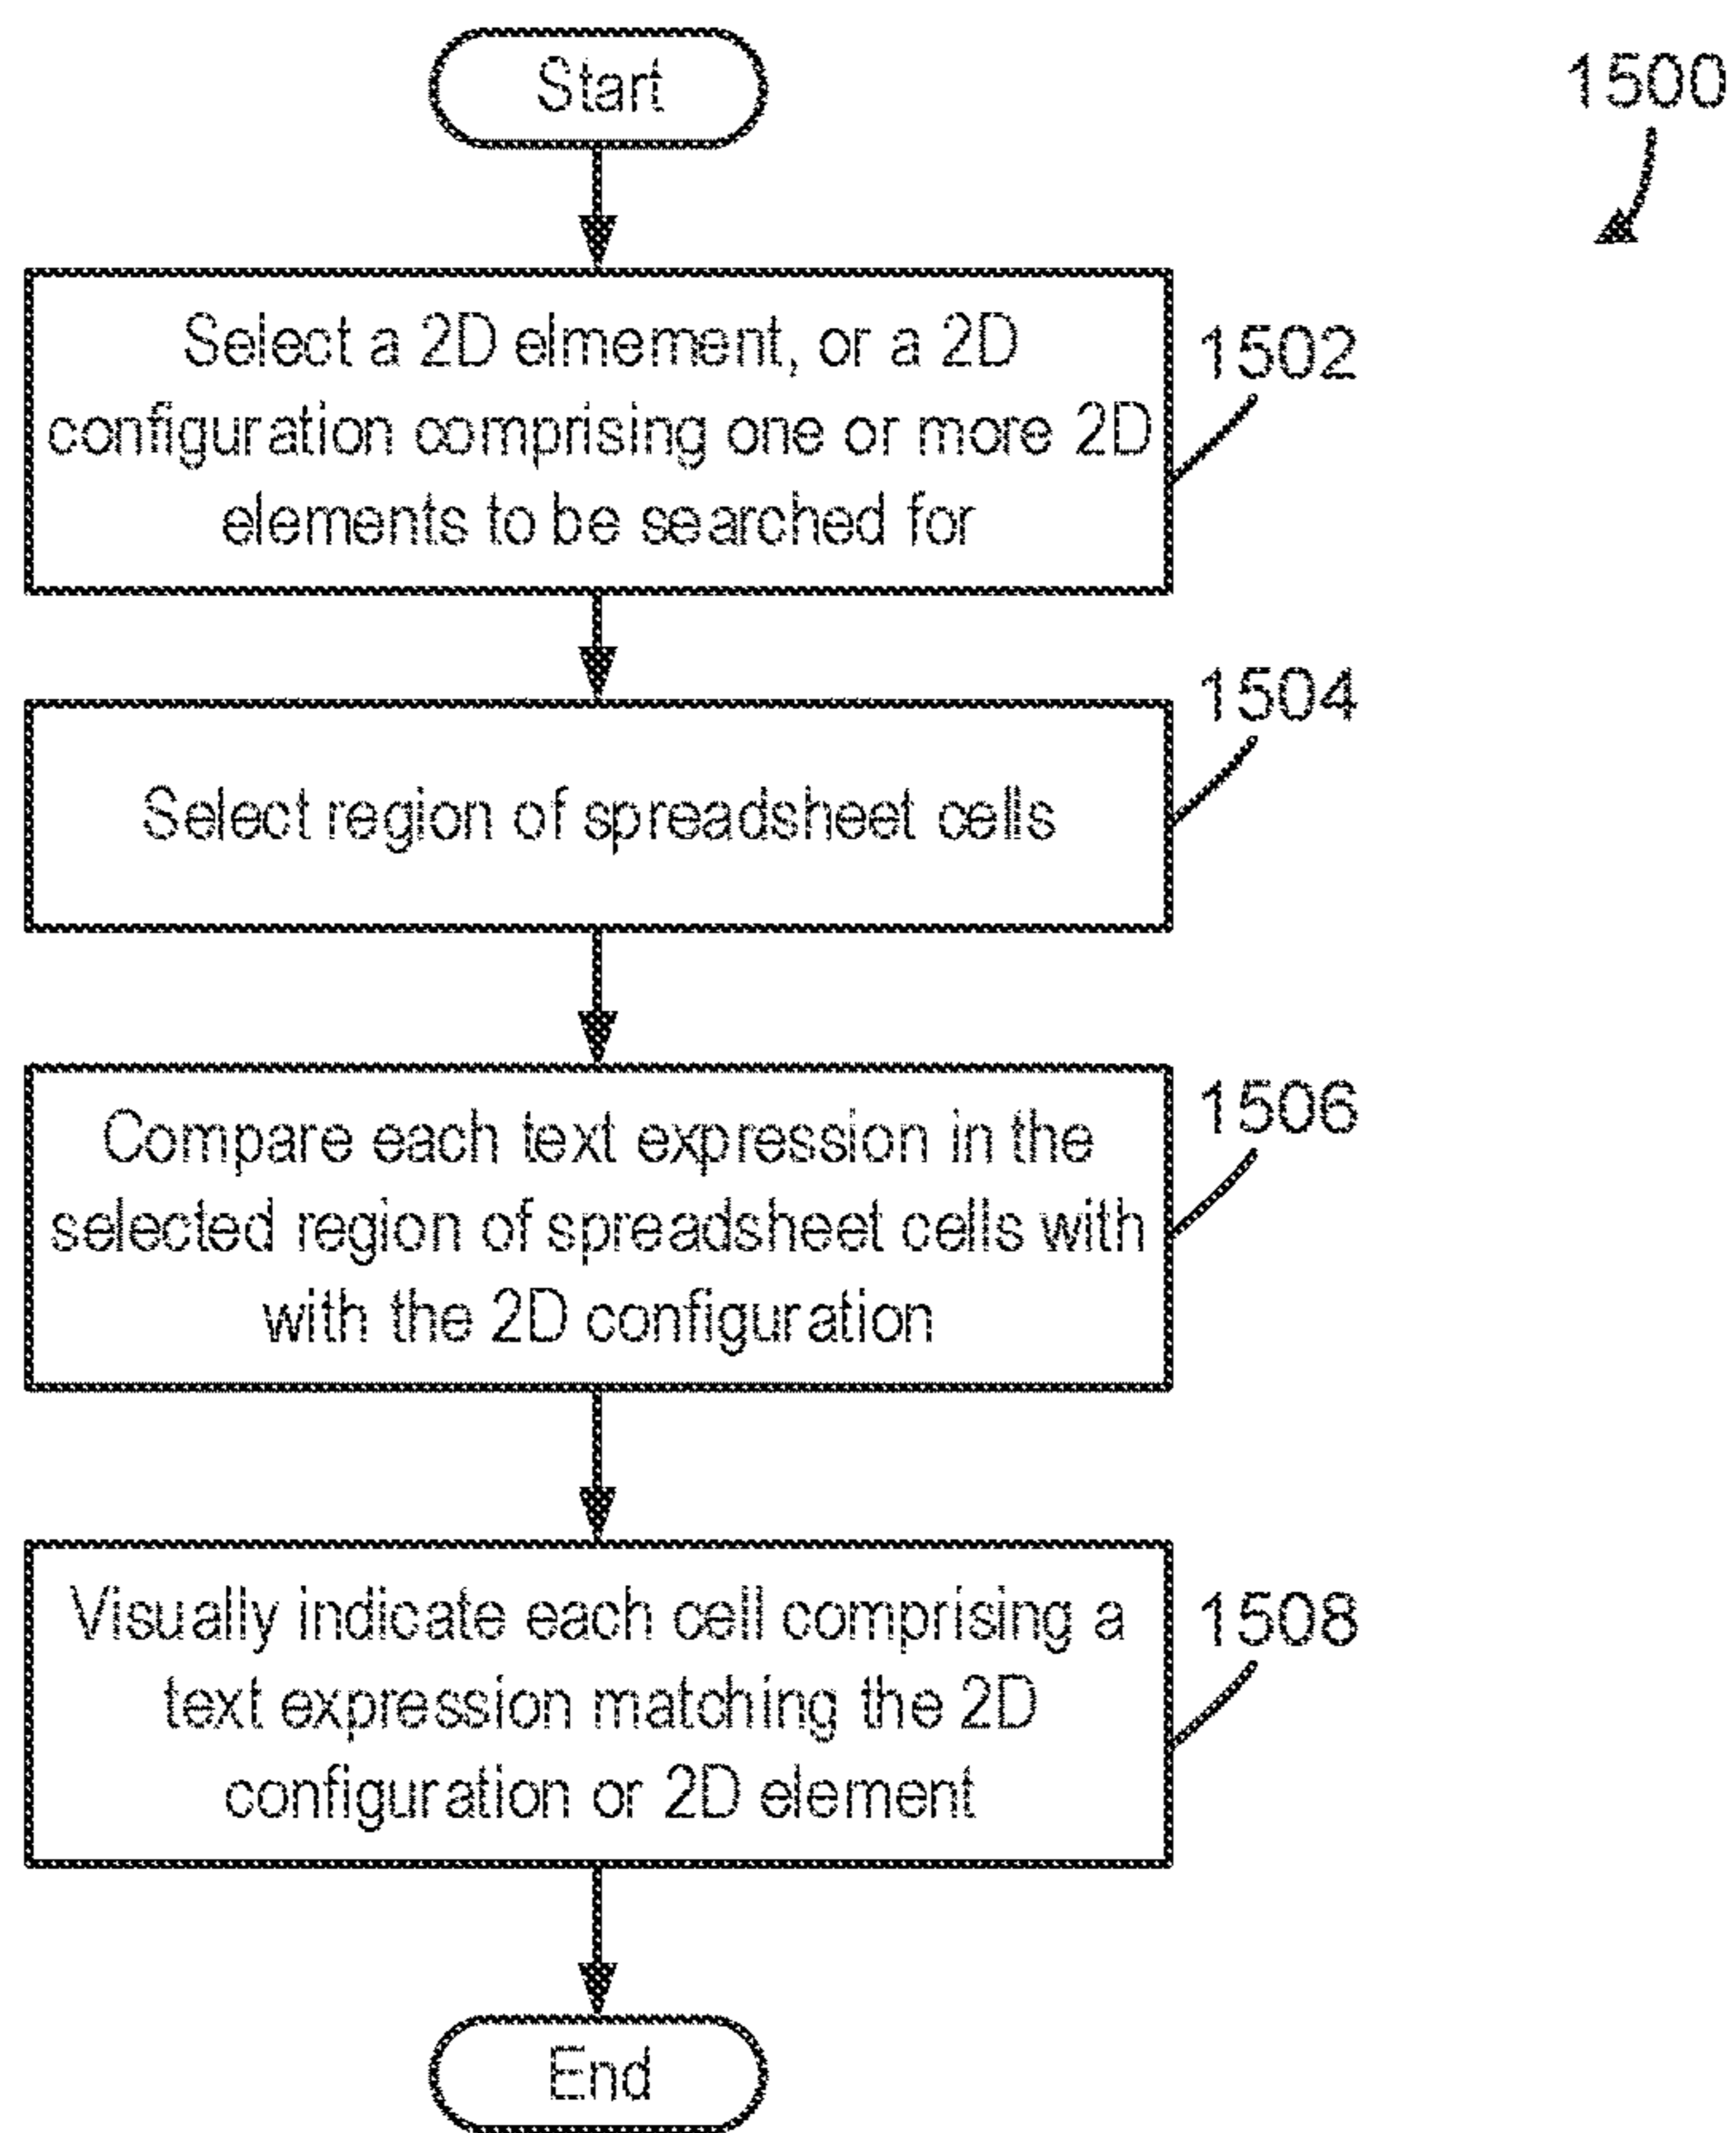 Start
1500
Select a 2D elmement, or a 2D
configuration comprising one or more 2D
elements to be searched for
1502
Select region of spreadsheet cells
1504
Compare each text expression in the
selected region of spreadsheet cells with
with the 2D configuration
1506
Visually indicate each cell comprising a
text expression matching the 2D
configuration or 2D element
1508
End